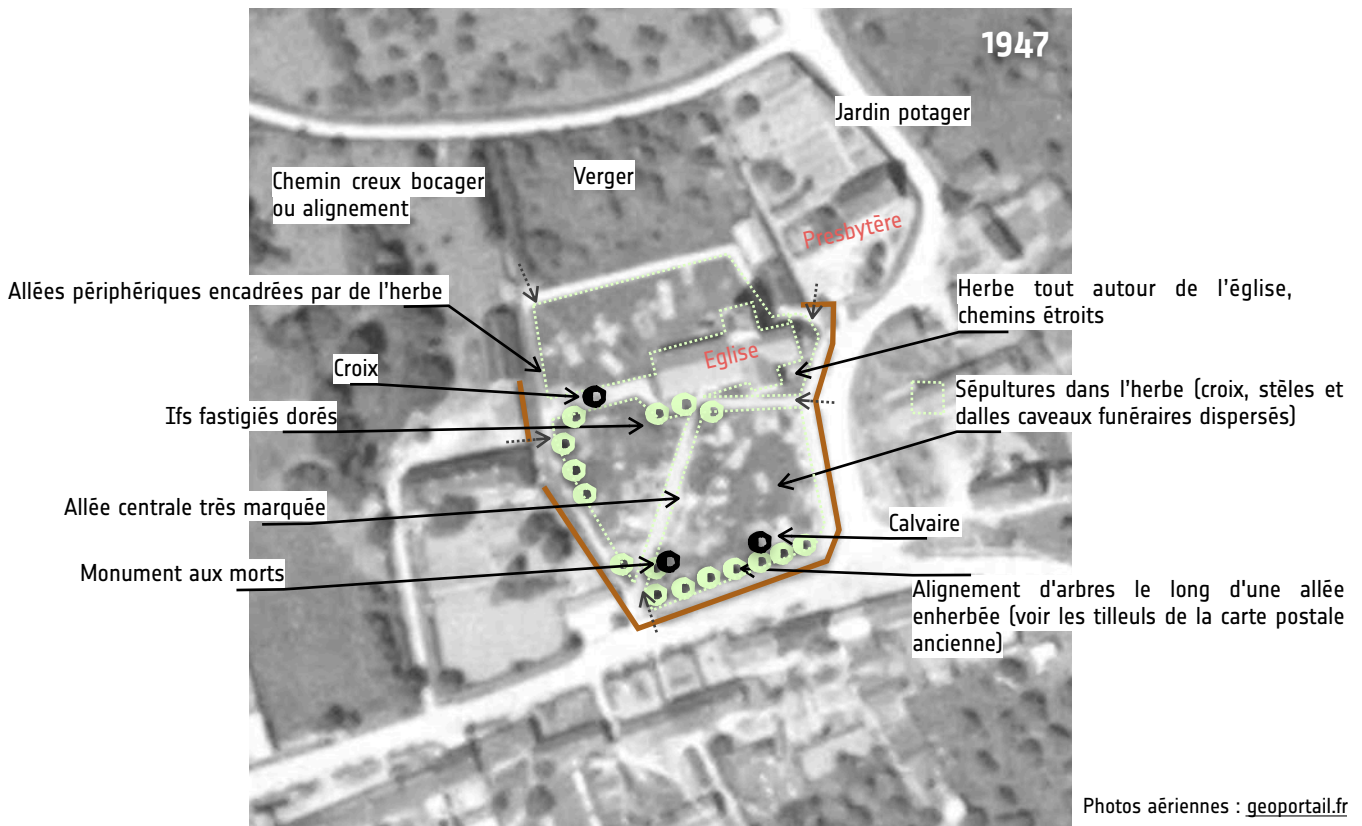 1947
Jardin potager
Chemin creux bocager
ou alignement
Verger
Presbytēre
Allées périphériques encadrées par de l'herbe
Herbe tout autour de l'église,
chemins étroits
Eglise
Croix
Sépultures dans l'herbe (croix, stèles et
dalles caveaux funéraires dispersés)
Ifs fastigiés dorés
Allée centrale très marquée
Calvaire
Monument aux morts
Alignement d'arbres le long d'une allée
enherbée (voir les tilleuls de la carte postale
ancienne)
Photos aériennes : geoportail.fr